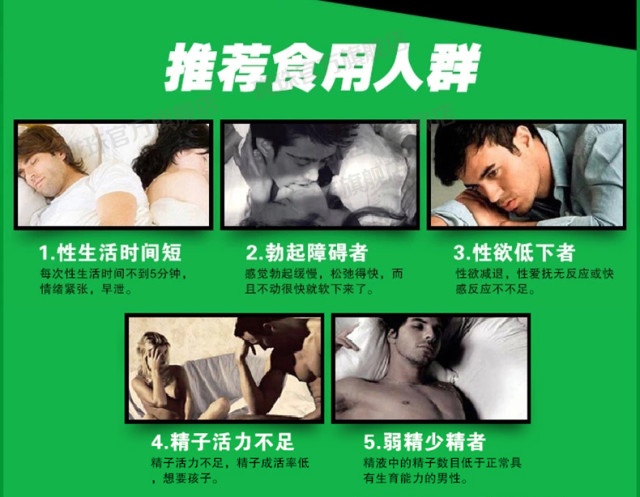 推荐食用人群
1.性生活时间短
2.勃起障碍者
3.性欲低下者
每次性生活时间不到5分钟，
情绪紧张，早泄。
感觉勃起缓慢，松弛得快，而
且不动很快就软下来了。
性欲减退，性爱抚无反应或快
感反应不不足。
4.精子活力不足
5.弱精少精者
精子活力不足，精子成活率低
，想要孩子。
精液中的精子数目低于正常具
有生育能力的男性。